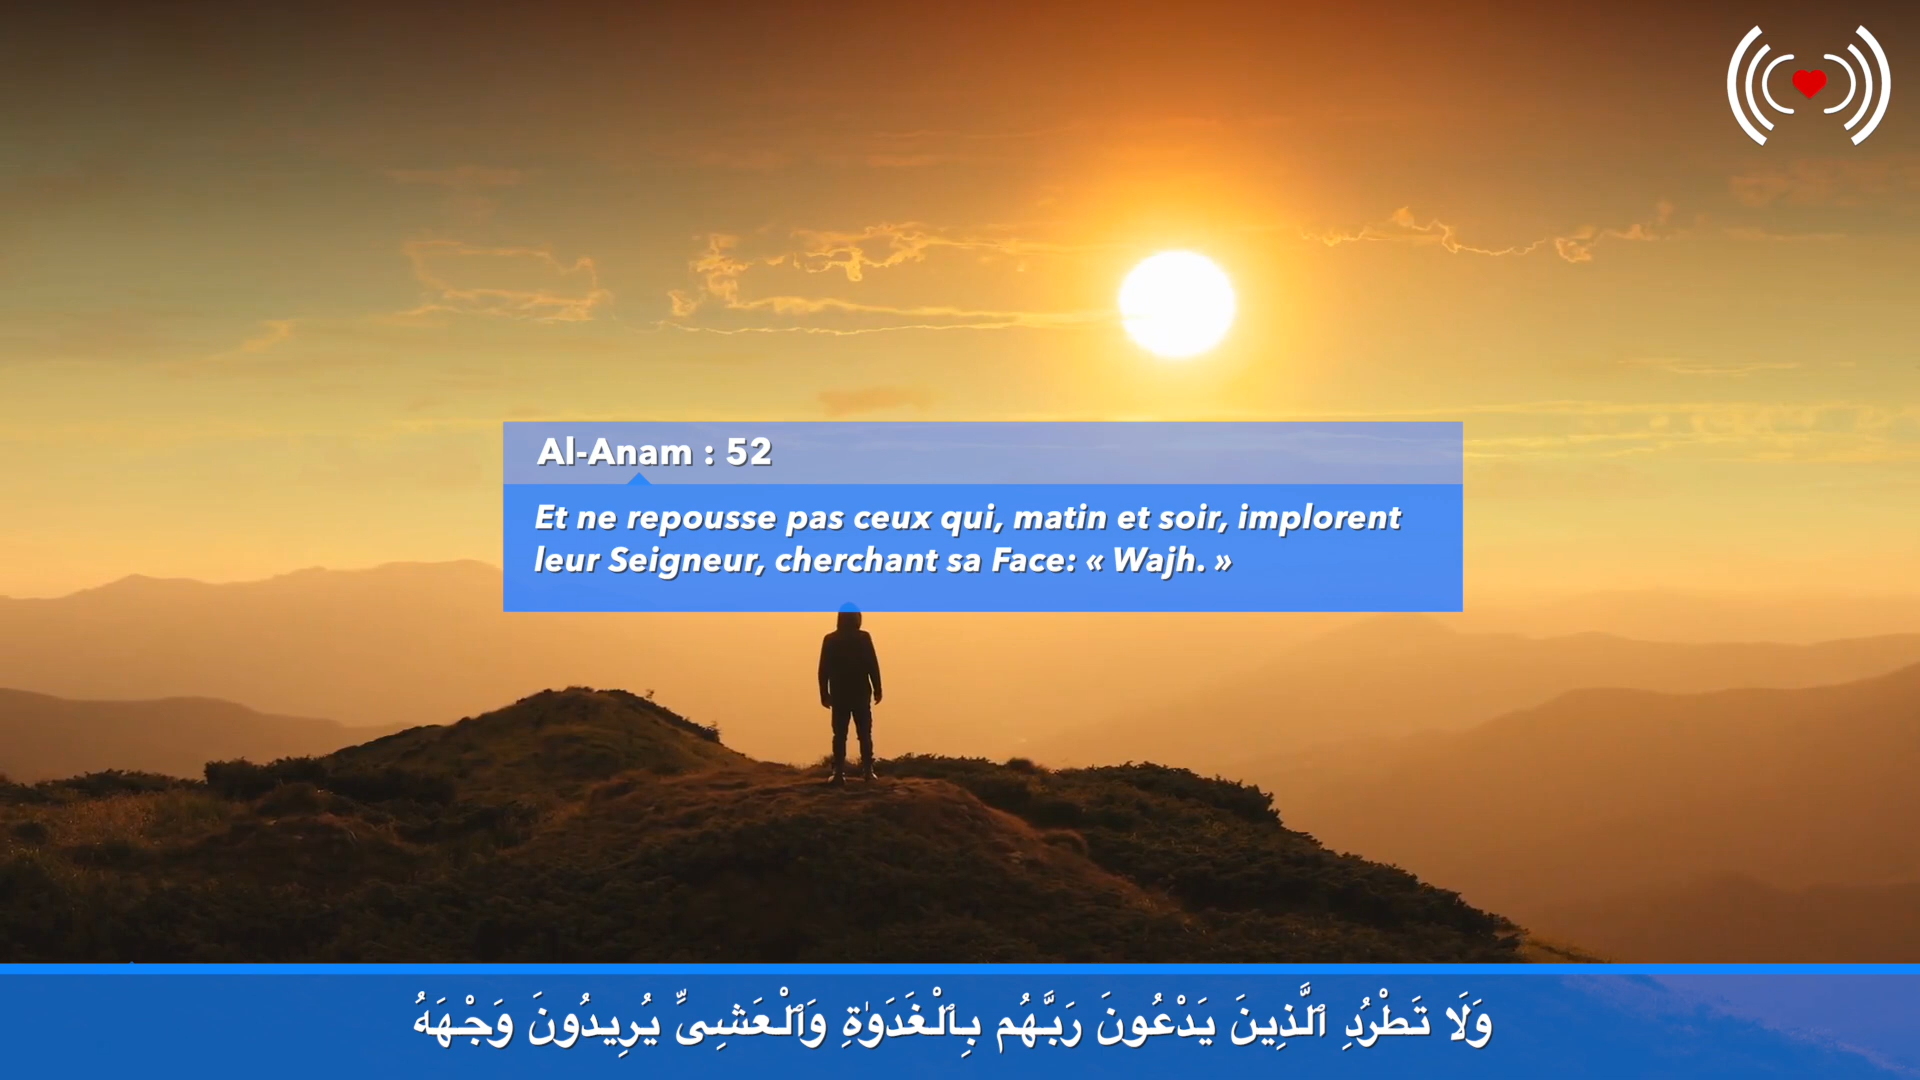 Al-Anam : 52
Et ne repousse pas ceux qui, matin et soir, implorent
leur Seigneur, cherchant sa Face: « Wajh. »
وَلَا تَطْرُدِ ٱلَّذِينَ يَدْعُونَ رَبَّهُم بِٱلْغَدَوٰةِ وَٱلْعَشِىِّ يُرِيدُونَ وَجْهَهُ